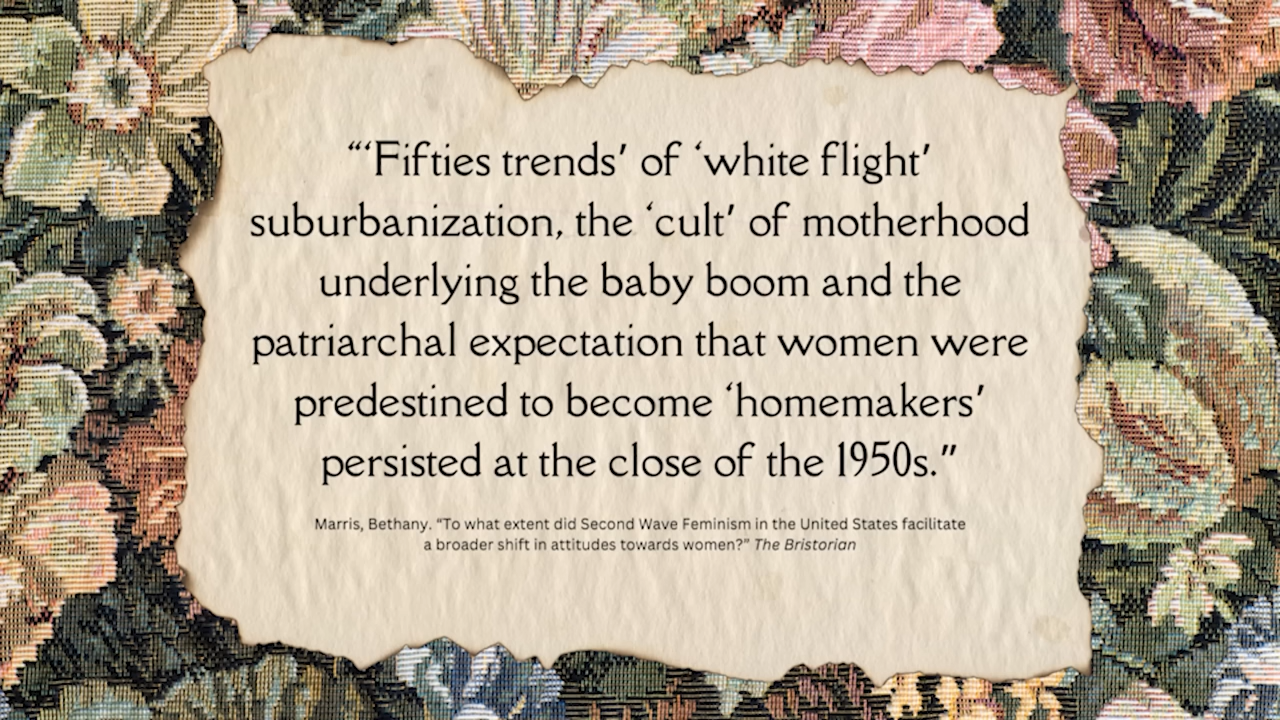 “‘Fifties trends’ of ‘white flight’
suburbanization, the ‘cult’ of motherhood
underlying the baby boom and the
patriarchal expectation that women were
predestined to become ‘homemakers’
persisted at the close of the 1950s.”
Marris, Bethany. “To what extent did Second Wave Feminism in the United States facilitate
a broader shift in attitudes towards women?” The Bristorian